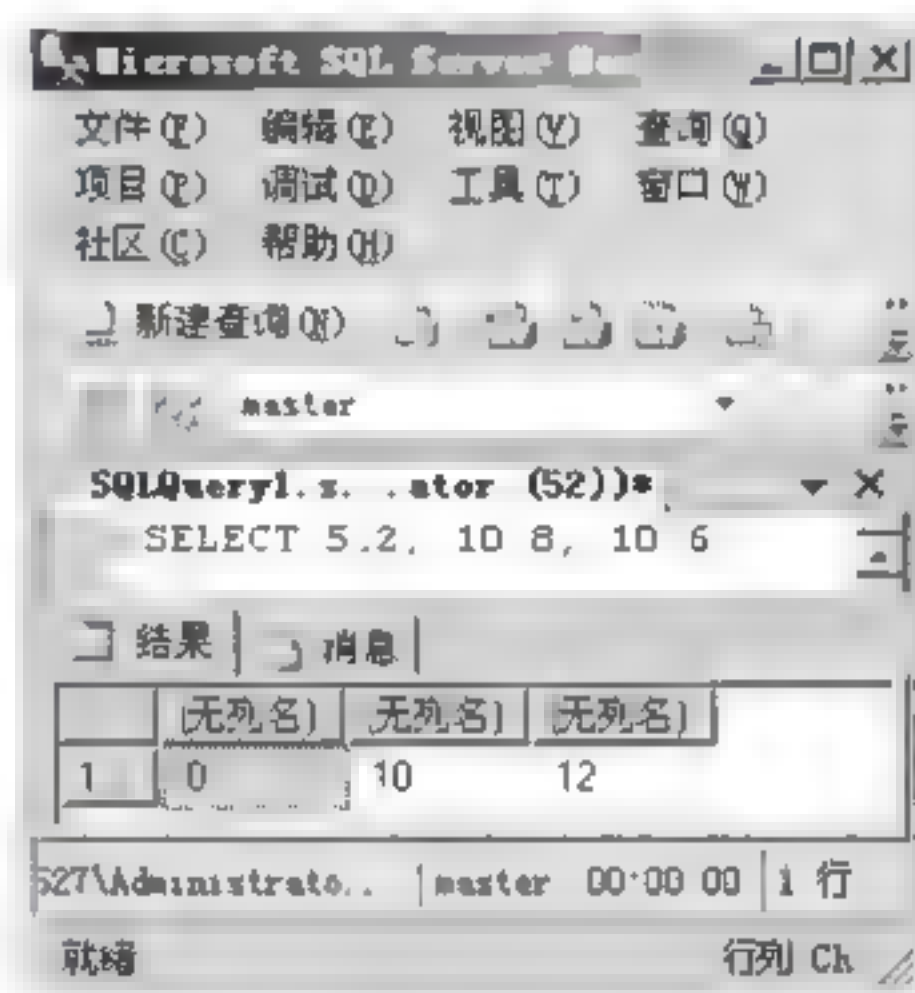 Microsoft SQL Server
文件(F) 编辑(E) 视图(V) 查询(Q)
项目(P) 调试(D) 工具(T) 窗口(W)
社区(C) 帮助(H)
新建查询(N)
master
SQLQuery1.s. .ator (52))*
SELECT 5.2, 10 8, 10 6
结果 消息
(无列名) 无列名) 无列名)
1 0 10 12
527\Administrato.. master 00:00 00 1 行
就绪 行列 Ch